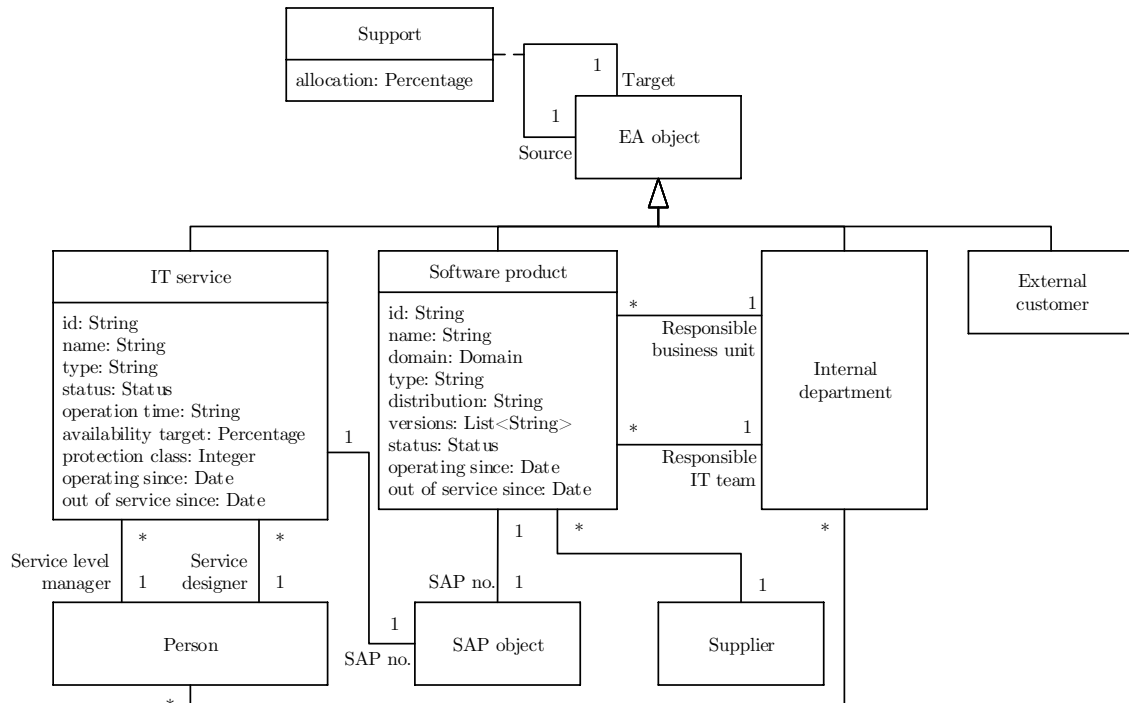 Support
allocation: Percentage
1
Target
1
Source
EA object
IT service
id: String
name: String
type: String
status: Status
operation time: String
availability target: Percentage
protection class: Integer
operating since: Date
out of service since: Date
Software product
id: String
name: String
domain: Domain
type: String
distribution: String
versions: List<String>
status: Status
operating since: Date
out of service since: Date
* 1
Responsible
business unit
* 1
Responsible
IT team
Internal
department
External
customer
1
*
Service level
manager
1
*
Service
designer
1
1
SAP no.
1
*
1
*
1
SAP no.
Person
SAP object
Supplier
*